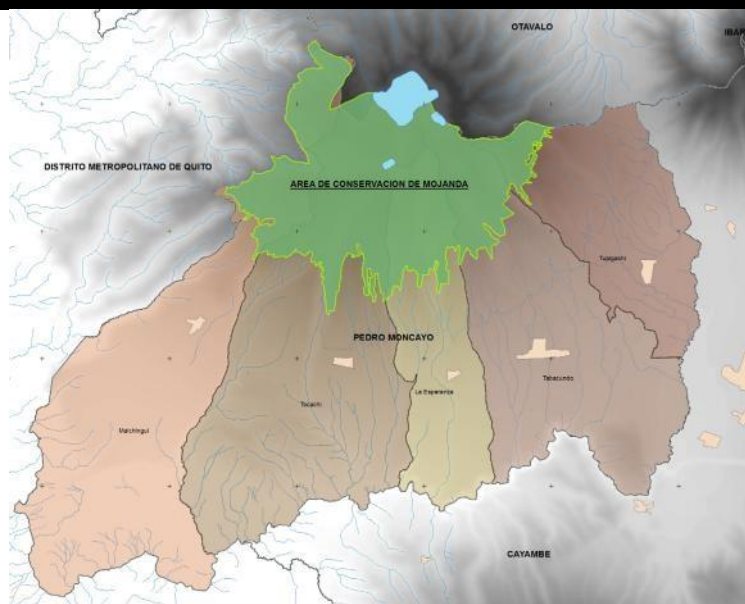 OTAVALO
IBAR
DISTRITO METROPOLITANO DE QUITO
AREA DE CONSERVACION DE MOJANDA
Tupigachi
PEDRO MONCAYO
Tabacundo
La Esperanza
Tocachi
Malchinguí
CAYAMBE